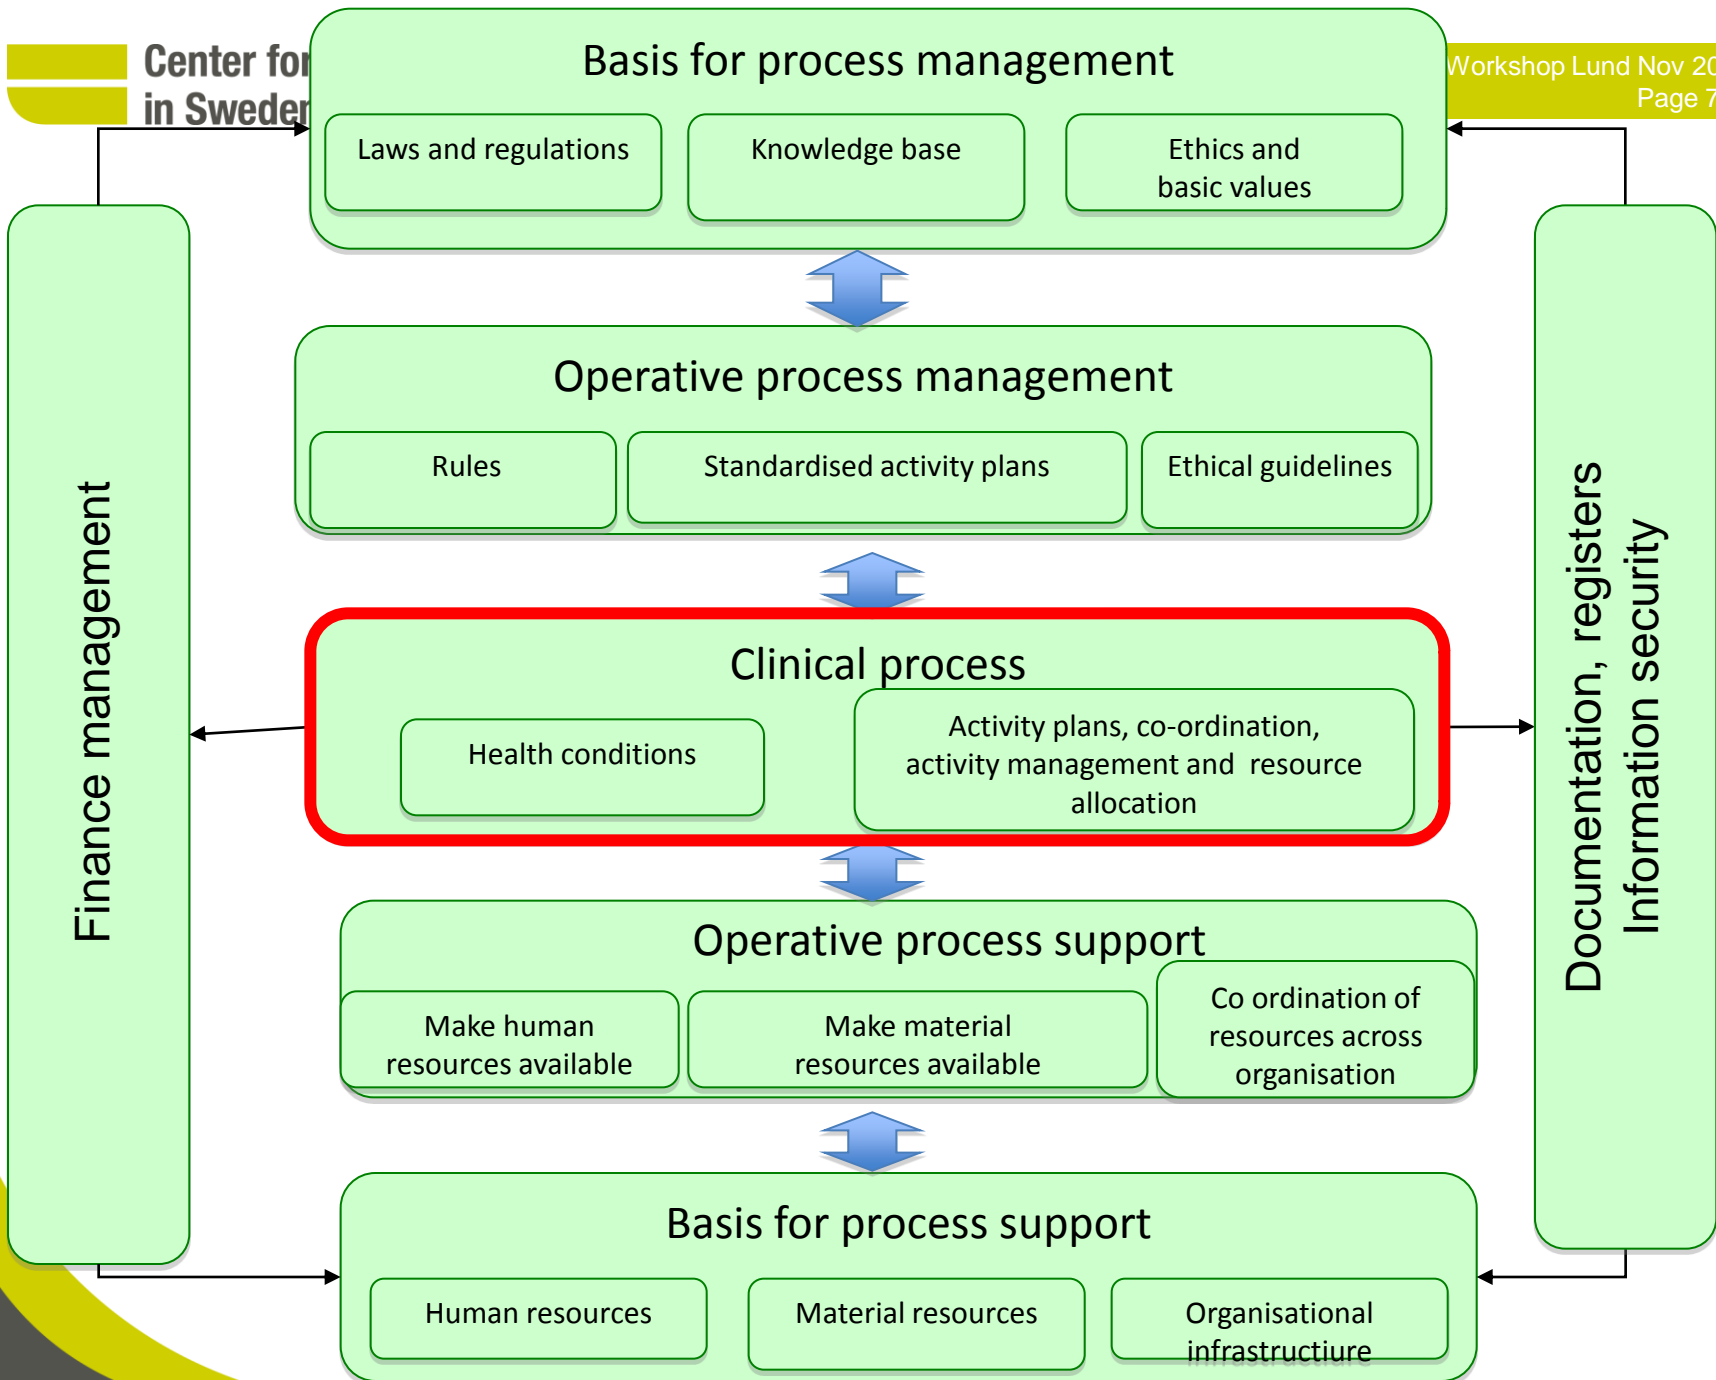 Center for
in Sweden
Workshop Lund Nov 20
Page 7
Basis for process management
Laws and regulations
Knowledge base
Ethics and
basic values
Operative process management
Rules
Standardised activity plans
Ethical guidelines
Finance management
Clinical process
Health conditions
Activity plans, co-ordination,
activity management and resource
allocation
Documentation, registers
Information security
Operative process support
Make human
resources available
Make material
resources available
Co ordination of
resources across
organisation
Basis for process support
Human resources
Material resources
Organisational
infrastructiure